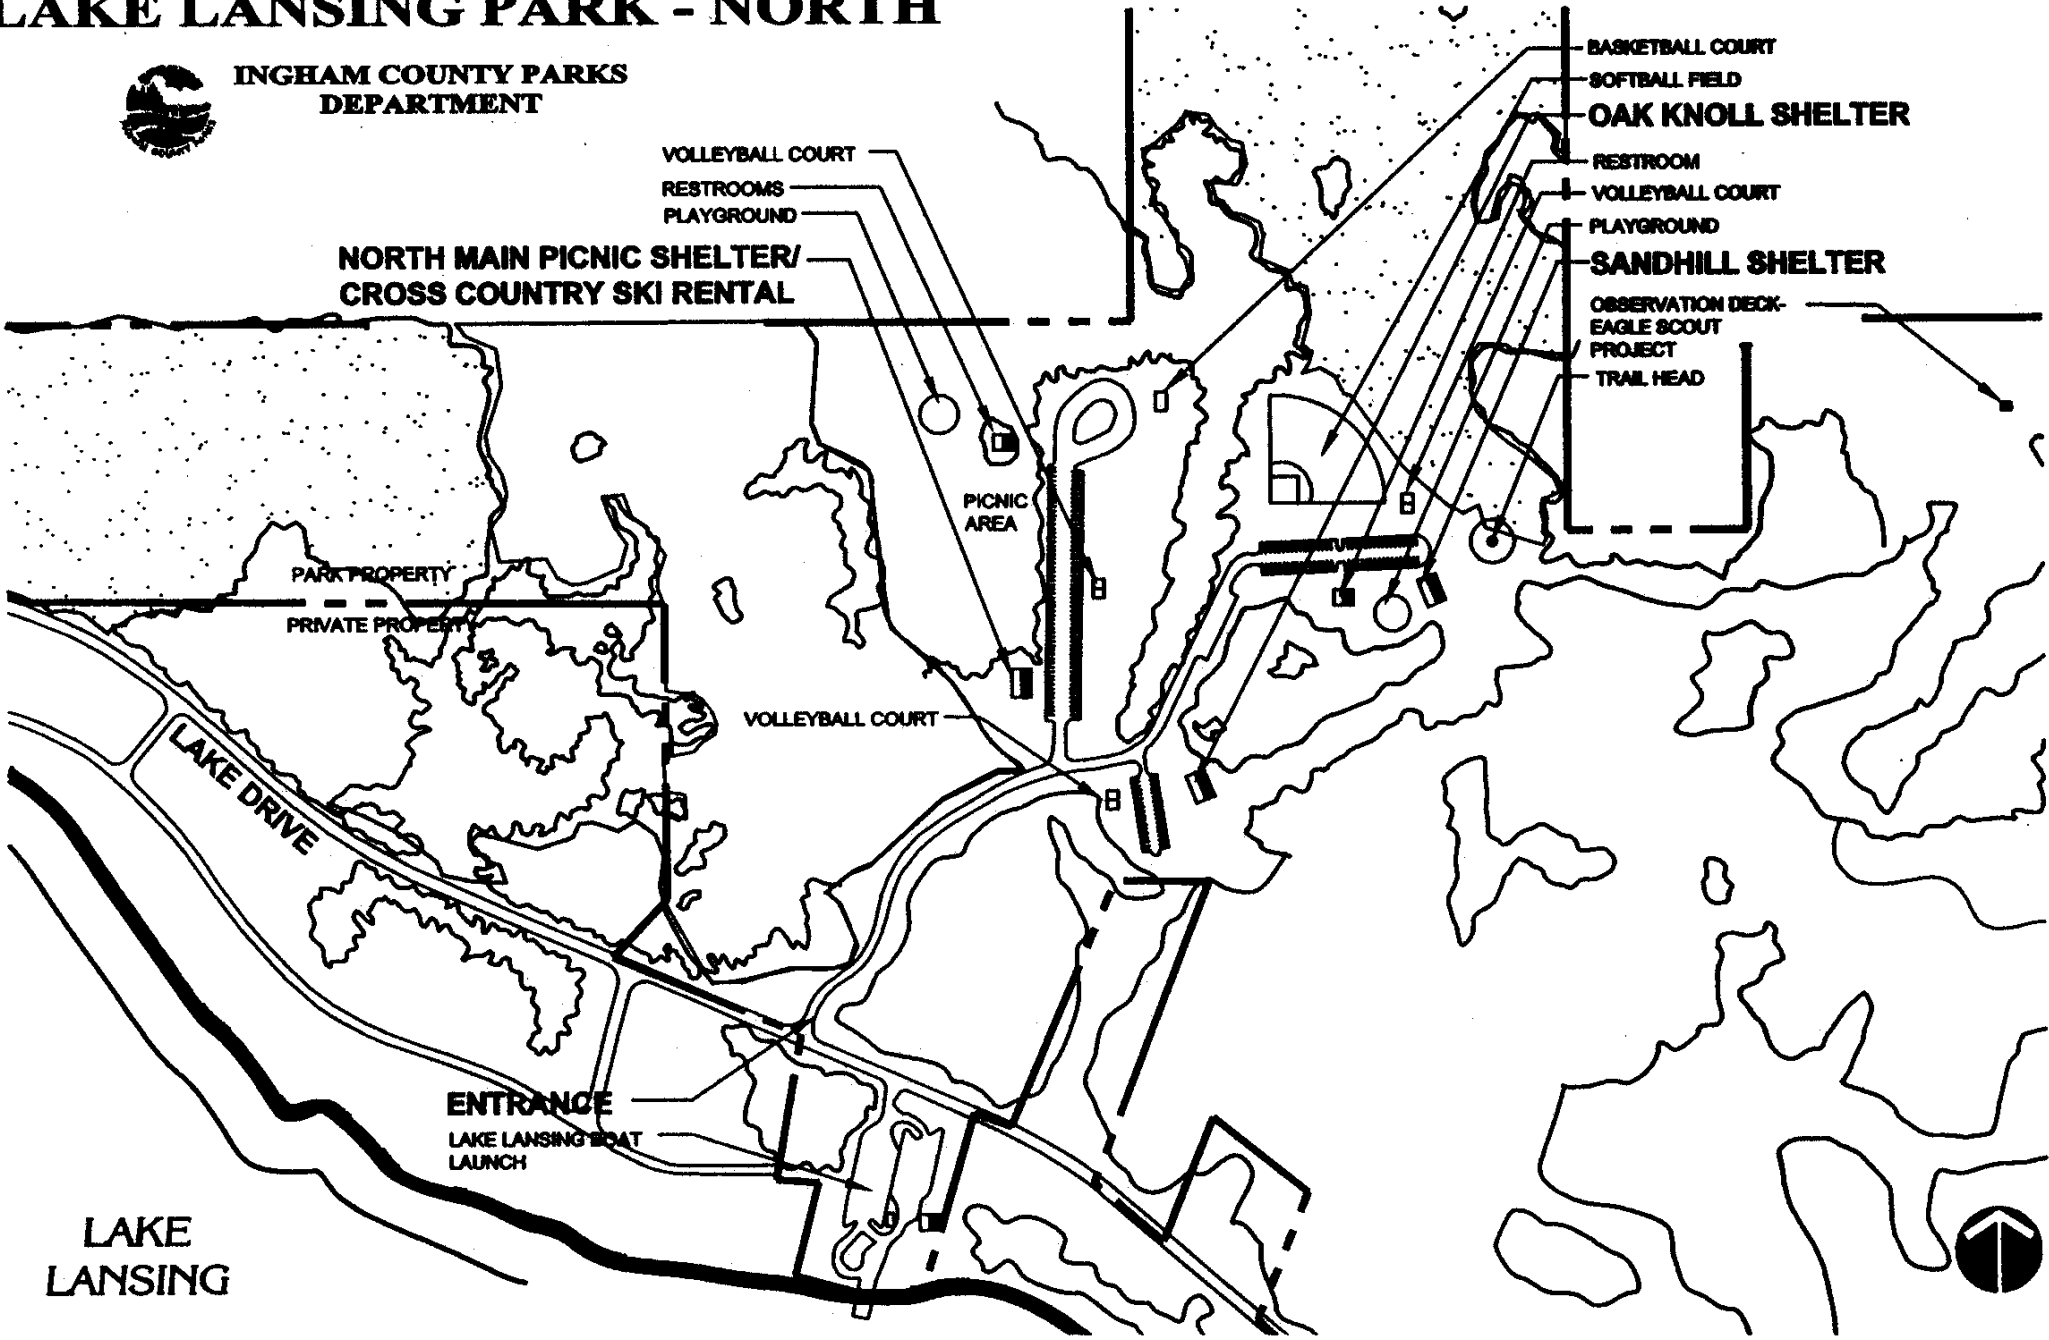 LAKE LANSING PARK - NORTH
INGHAM COUNTY PARKS
DEPARTMENT
VOLLEYBALL COURT
RESTROOMS
PLAYGROUND
NORTH MAIN PICNIC SHELTER/
CROSS COUNTRY SKI RENTAL
BASKETBALL COURT
SOFTBALL FIELD
OAK KNOLL SHELTER
RESTROOM
VOLLEYBALL COURT
PLAYGROUND
SANDHILL SHELTER
OBSERVATION DECK-
EAGLE SCOUT
PROJECT
TRAIL HEAD
PICNIC
AREA
PARK PROPERTY
PRIVATE PROPERTY
VOLLEYBALL COURT
LAKE DRIVE
ENTRANCE
LAKE LANSING BOAT
LAUNCH
LAKE
LANSING